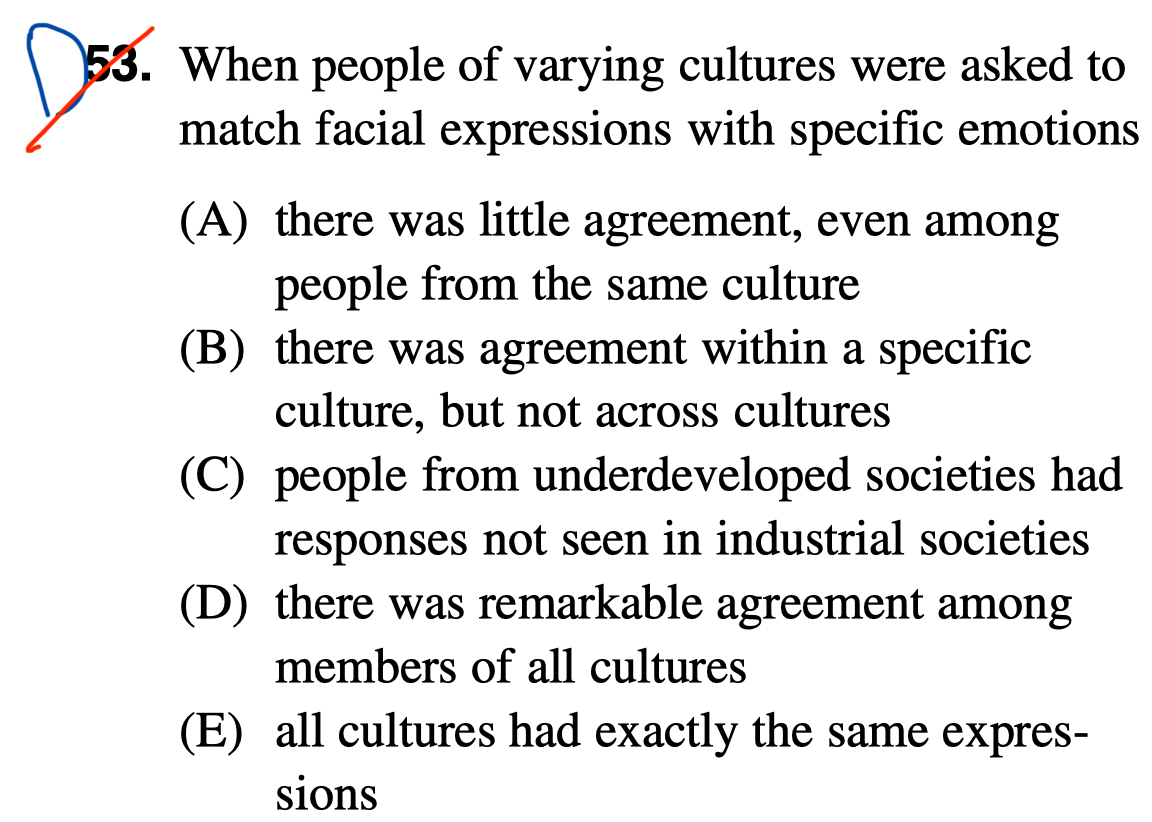 D
53. When people of varying cultures were asked to
match facial expressions with specific emotions
(A) there was little agreement, even among
people from the same culture
(B) there was agreement within a specific
culture, but not across cultures
(C) people from underdeveloped societies had
responses not seen in industrial societies
(D) there was remarkable agreement among
members of all cultures
(E) all cultures had exactly the same expres-
sions